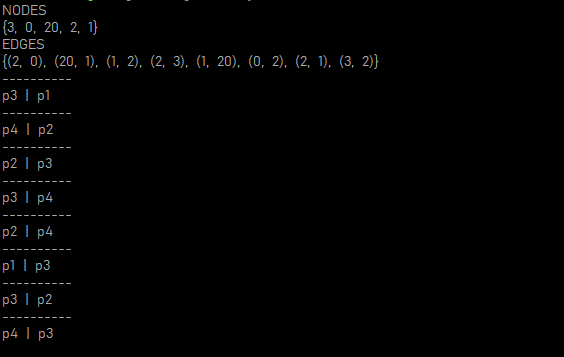 NODES
{3, 0, 20, 2, 1}
EDGES
{(2, 0), (20, 1), (1, 2), (2, 3), (1, 20), (0, 2), (2, 1), (3, 2)}
----------
p3 | p1
----------
p4 | p2
----------
p2 | p3
----------
p3 | p4
----------
p2 | p4
----------
p1 | p3
----------
p3 | p2
----------
p4 | p3